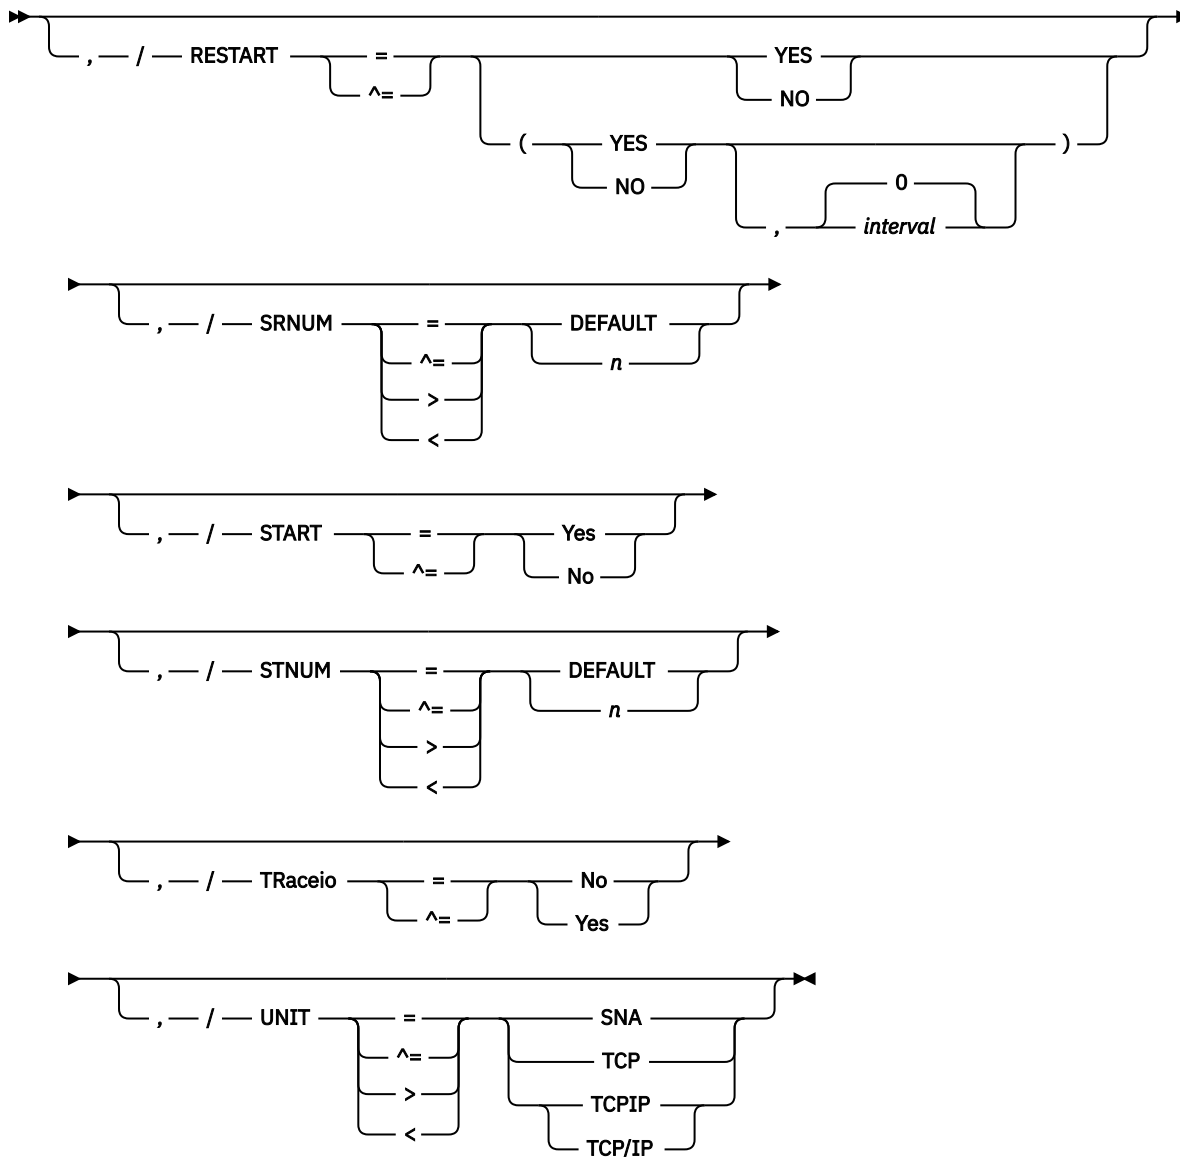 , / RESTART = YES
^= NO
( YES )
NO
0
, interval
, / SRNUM = DEFAULT
^= n
>
<
, / START = Yes
^= No
, / STNUM = DEFAULT
^= n
>
<
, / TRaceio = No
^= Yes
, / UNIT = SNA
^= TCP
> TCPIP
< TCP/IP